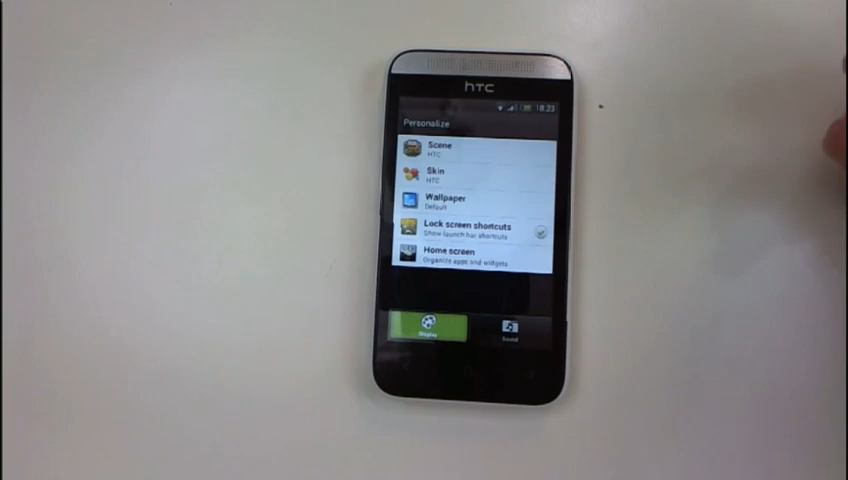 hTC
18:23
Personalize
Scene
HTC
Skin
HTC
Wallpaper
Default
Lock screen shortcuts
Show launch bar shortcuts
Home screen
Organize apps and widgets
Display
Sound